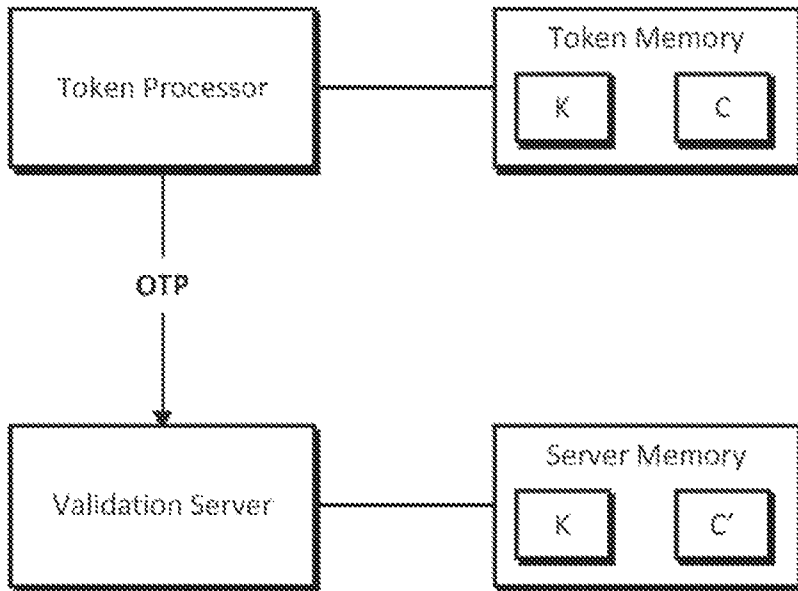 Token Processor
Token Memory
K
C
OTP
Validation Server
Server Memory
K
C'